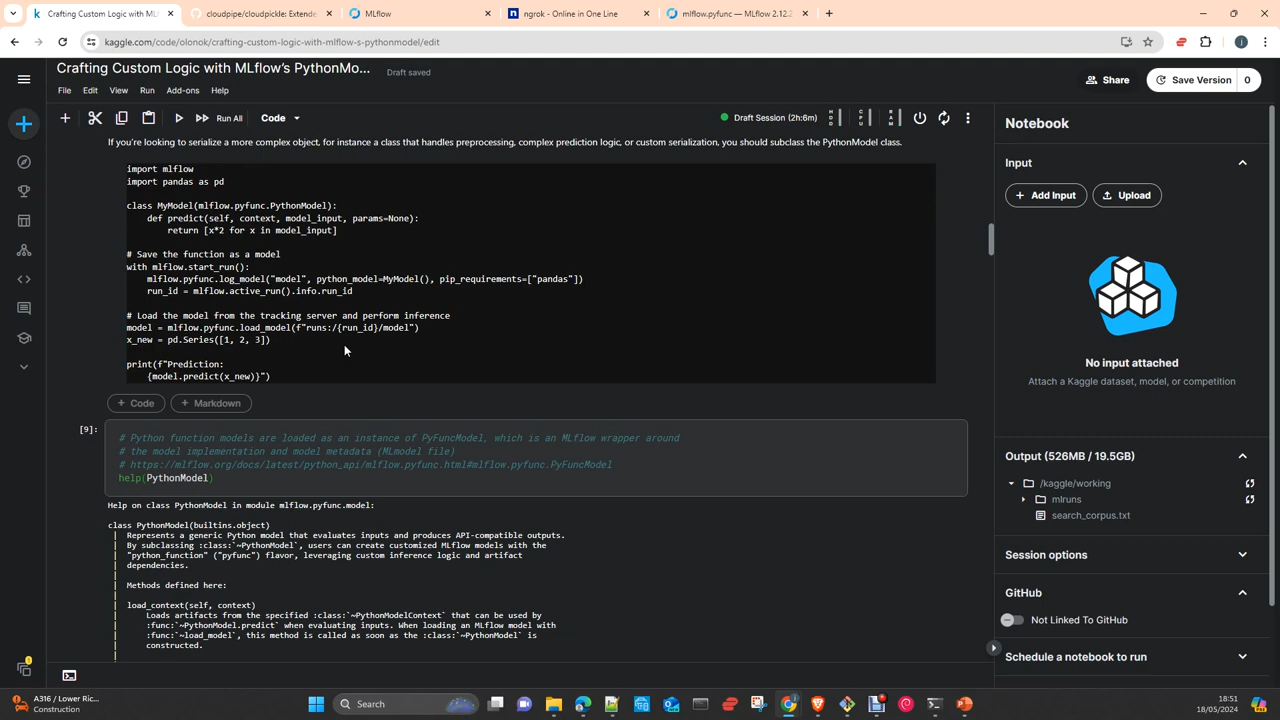 Crafting Custom Logic with ML
cloudpipe/cloudpickle: Extende
MLflow
ngrok - Online in One Line
mlflow.pyfunc — MLflow 2.12.2
kaggle.com/code/olonok/crafting-custom-logic-with-mlflow-s-pythonmodel/edit
Crafting Custom Logic with MLflow’s PythonMo...
Draft saved
Share
Save Version
0
File
Edit
View
Run
Add-ons
Help
Run All
Code
Draft Session (2h:6m)
HDD
CPU
RAM
If you're looking to serialize a more complex object, for instance a class that handles preprocessing, complex prediction logic, or custom serialization, you should subclass the PythonModel class.
import mlflow
import pandas as pd
class MyModel(mlflow.pyfunc.PythonModel):
def predict(self, context, model_input, params=None):
return [x*2 for x in model_input]
# Save the function as a model
with mlflow.start_run():
mlflow.pyfunc.log_model("model", python_model=MyModel(), pip_requirements=["pandas"])
run_id = mlflow.active_run().info.run_id
# Load the model from the tracking server and perform inference
model = mlflow.pyfunc.load_model(f"runs:/{run_id}/model")
x_new = pd.Series([1, 2, 3])
print(f"Prediction:
{model.predict(x_new)}")
+ Code
+ Markdown
[9]:
# Python function models are loaded as an instance of PyFuncModel, which is an MLflow wrapper around
# the model implementation and model metadata (MLmodel file)
# https://mlflow.org/docs/latest/python_api/mlflow.pyfunc.html#mlflow.pyfunc.PyFuncModel
help(PythonModel)
Help on class PythonModel in module mlflow.pyfunc.model:
class PythonModel(builtins.object)
| Represents a generic Python model that evaluates inputs and produces API-compatible outputs.
| By subclassing :class:`~PythonModel`, users can create customized MLflow models with the
| "python_function" ("pyfunc") flavor, leveraging custom inference logic and artifact
| dependencies.
|
| Methods defined here:
|
| load_context(self, context)
| Loads artifacts from the specified :class:`~PythonModelContext` that can be used by
| :func:`~PythonModel.predict` when evaluating inputs. When loading an MLflow model with
| :func:`~load_model`, this method is called as soon as the :class:`~PythonModel` is
| constructed.
|
Notebook
Input
+ Add Input
Upload
No input attached
Attach a Kaggle dataset, model, or competition
Output (526MB / 19.5GB)
/kaggle/working
mlruns
search_corpus.txt
Session options
GitHub
Not Linked To GitHub
Schedule a notebook to run
1
A316 / Lower Ric...
Construction
Search
18:51
18/05/2024